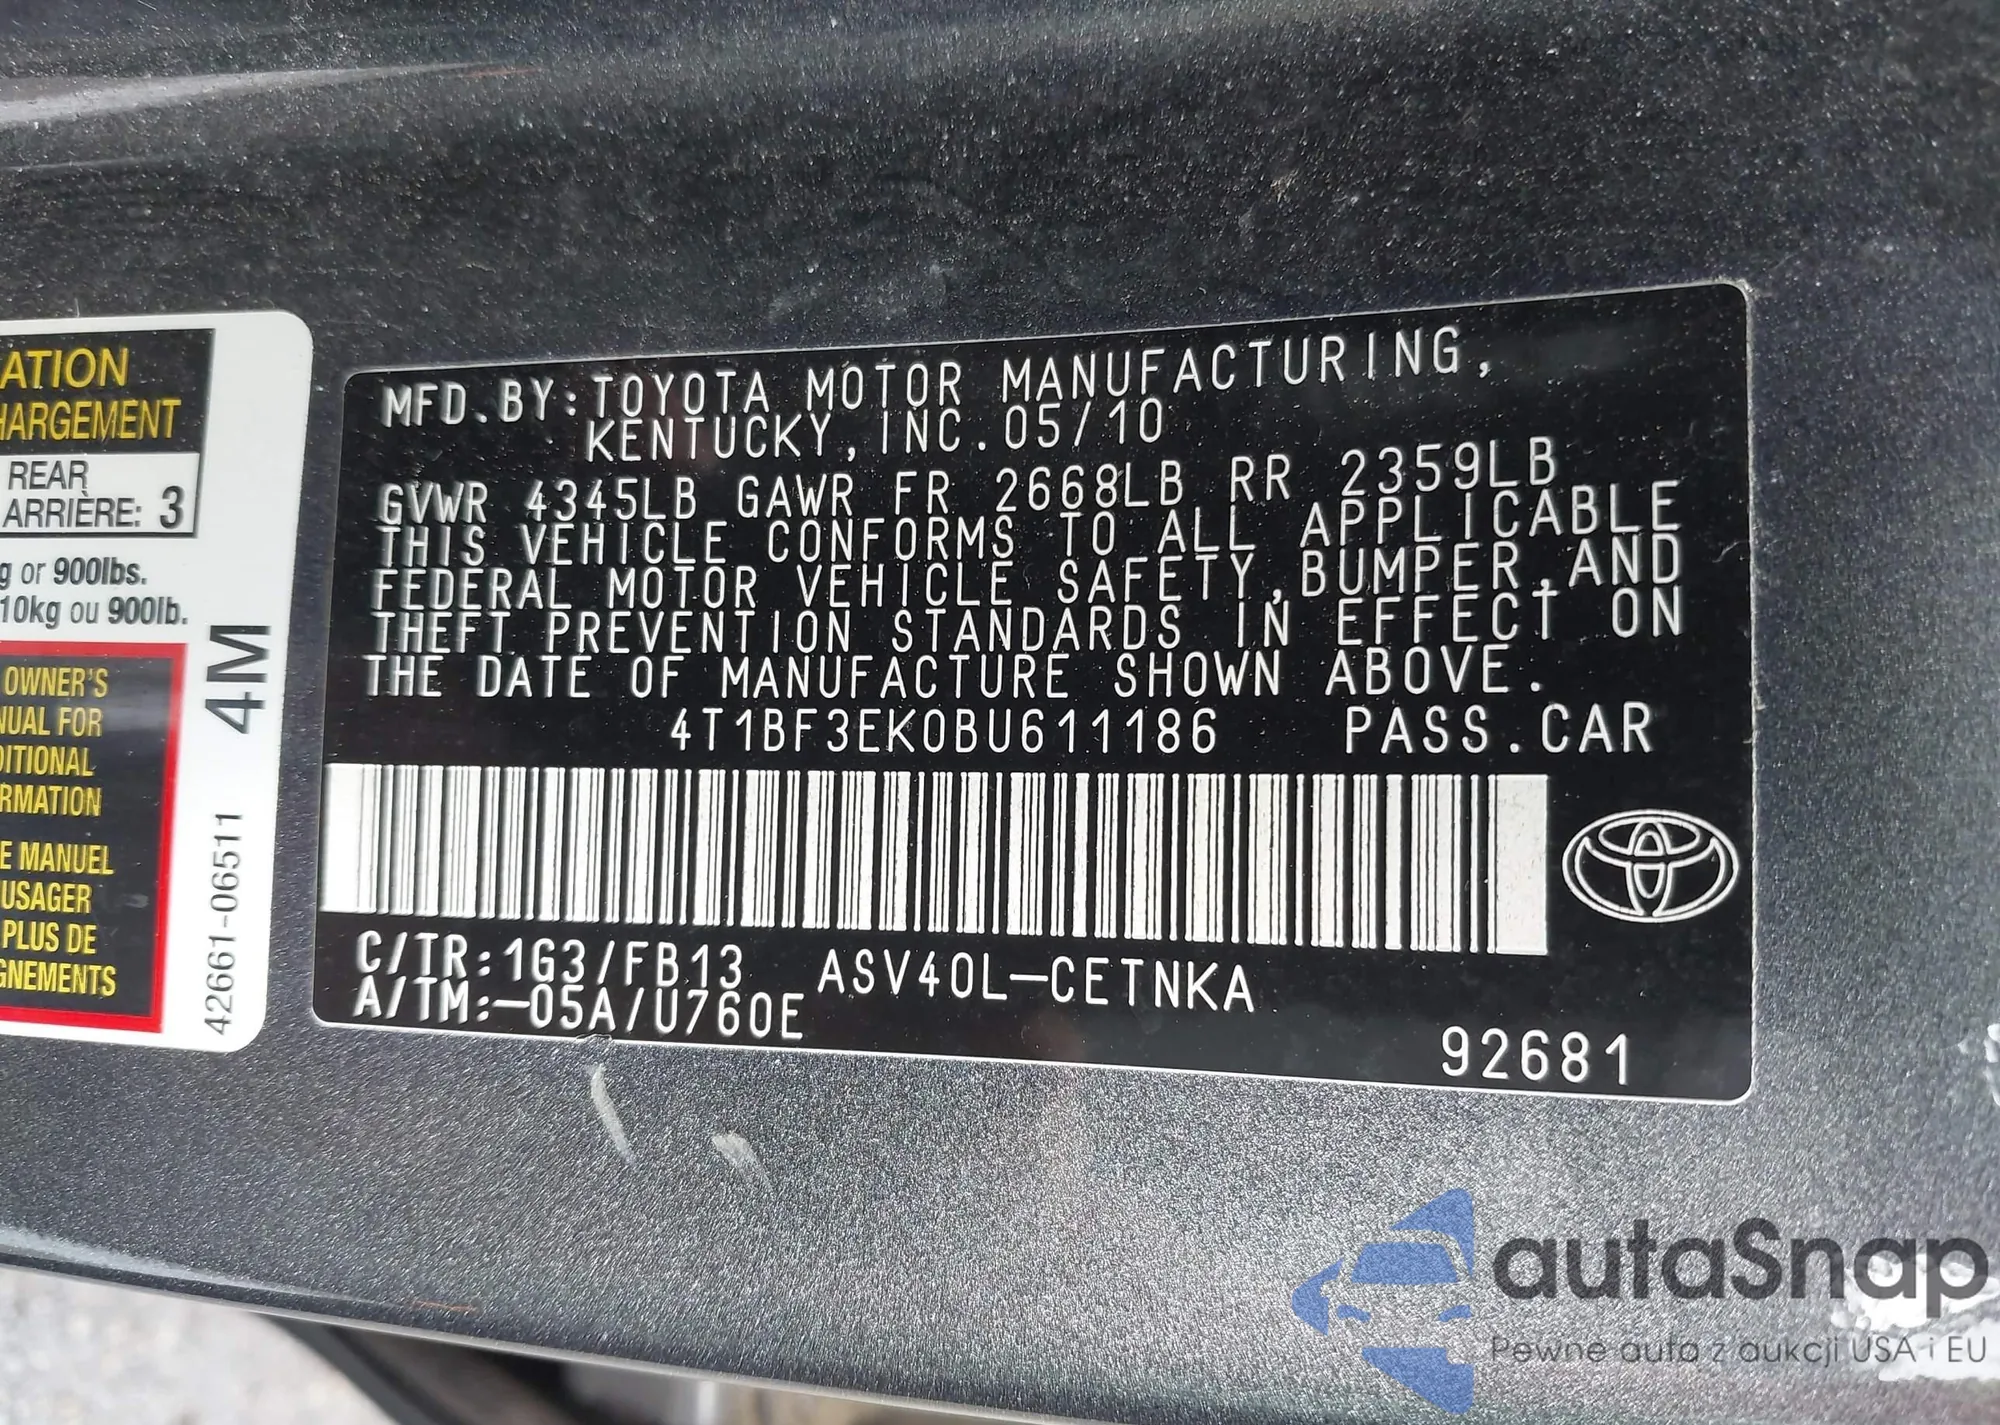 ATION
HARGEMENT
REAR
ARRIÈRE: 3
g or 900lbs.
10kg ou 900lb.
OWNER'S
NUAL FOR
DITIONAL
RMATION
E MANUEL
USAGER
PLUS DE
GNEMENTS
4M
42661-06511
MFD.BY:TOYOTA MOTOR MANUFACTURING,
KENTUCKY,INC.05/10
GVWR 4345LB GAWR FR 2668LB RR 2359LB
THIS VEHICLE CONFORMS TO ALL APPLICABLE
FEDERAL MOTOR VEHICLE SAFETY,BUMPER,AND
THEFT PREVENTION STANDARDS IN EFFECT ON
THE DATE OF MANUFACTURE SHOWN ABOVE.
4T1BF3EK0BU611186 PASS.CAR
C/TR:1G3/FB13 ASV40L-CETNKA
A/TM:-05A/U760E
92681
autaSnap
Pewne auta z aukcji USA i EU